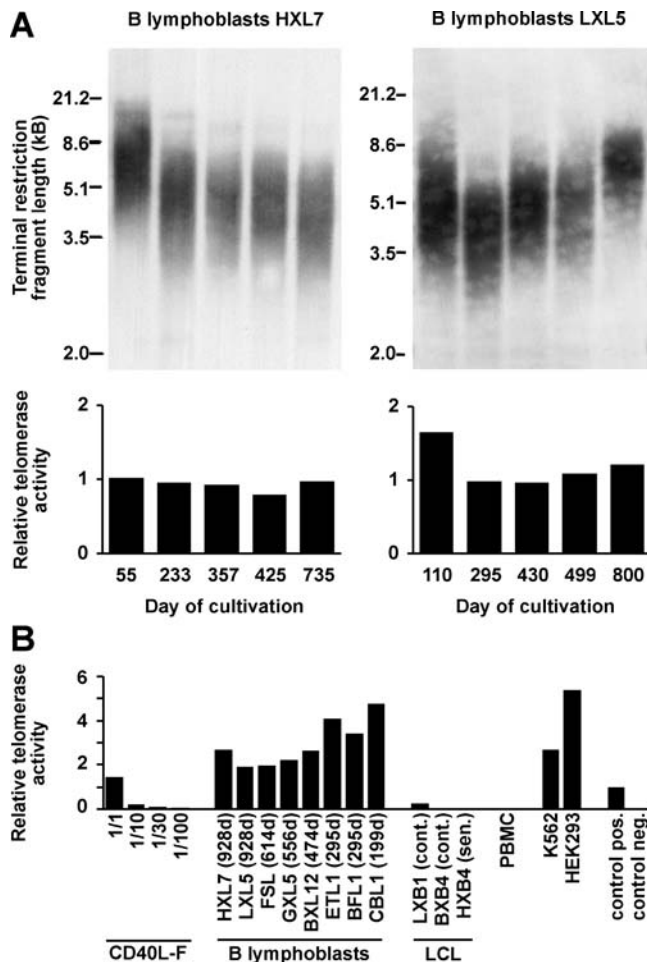 A
B lymphoblasts HXL7
B lymphoblasts LXL5
Terminal restriction
fragment length (kB)
21.2
8.6
5.1
3.5
2.0
21.2
8.6
5.1
3.5
2.0
Relative telomerase
activity
2
1
0
55 233 357 425 735
Day of cultivation
2
1
0
110 295 430 499 800
Day of cultivation
B
Relative telomerase
activity
6
4
2
0
1/1
1/10
1/30
1/100
CD40L-F
HXL7 (928d)
LXL5 (928d)
FSL (614d)
GXL5 (556d)
BXL12 (474d)
ETL1 (295d)
BFL1 (295d)
CBL1 (199d)
B lymphoblasts
LXB1 (cont.)
BXB4 (cont.)
HXB4 (sen.)
LCL
PBMC
K562
HEK293
control pos.
control neg.